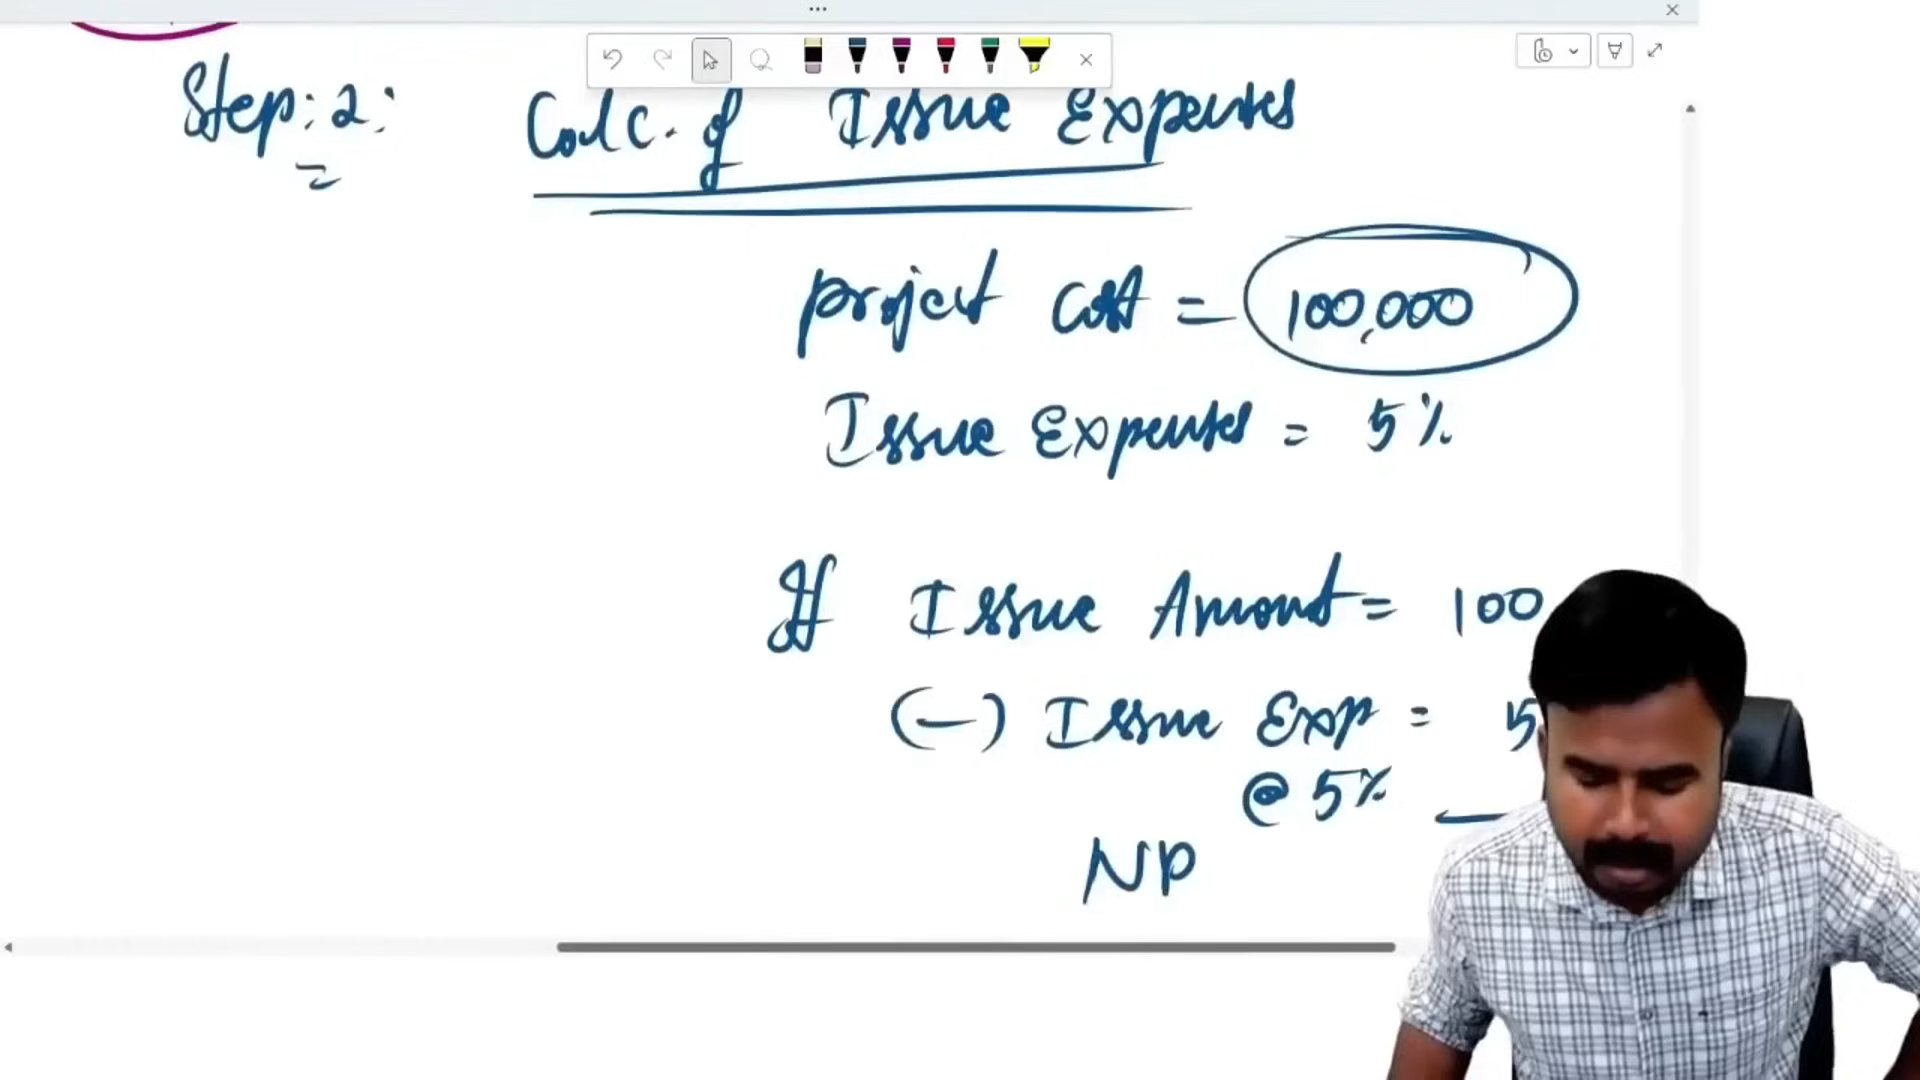 Step: 2: Calc. of Issue Expenses
Project Cost = 100,000
Issue Expenses = 5%
If Issue Amount = 100
(-) Issue Exp = 5
@ 5%
NP